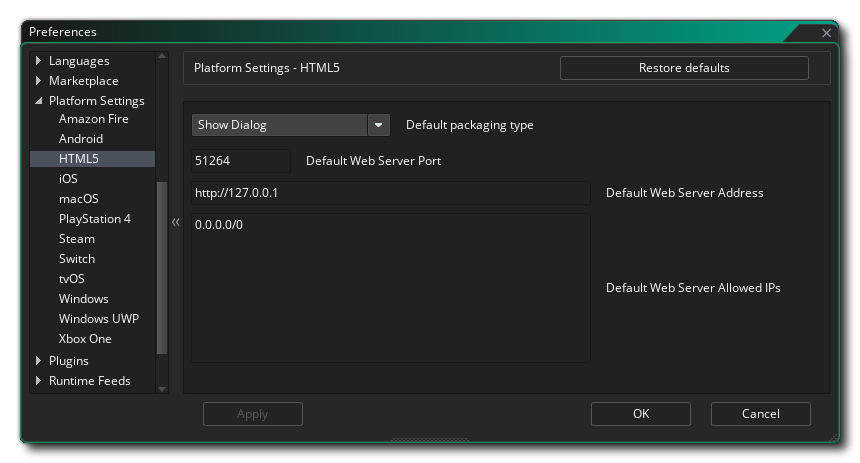 Preferences
Languages
Marketplace
Platform Settings
Amazon Fire
Android
HTML5
iOS
macOS
PlayStation 4
Steam
Switch
tvOS
Windows
Windows UWP
Xbox One
Plugins
Runtime Feeds
Platform Settings - HTML5
Restore defaults
Show Dialog
Default packaging type
51264
Default Web Server Port
http://127.0.0.1
Default Web Server Address
0.0.0.0/0
Default Web Server Allowed IPs
Apply
OK
Cancel